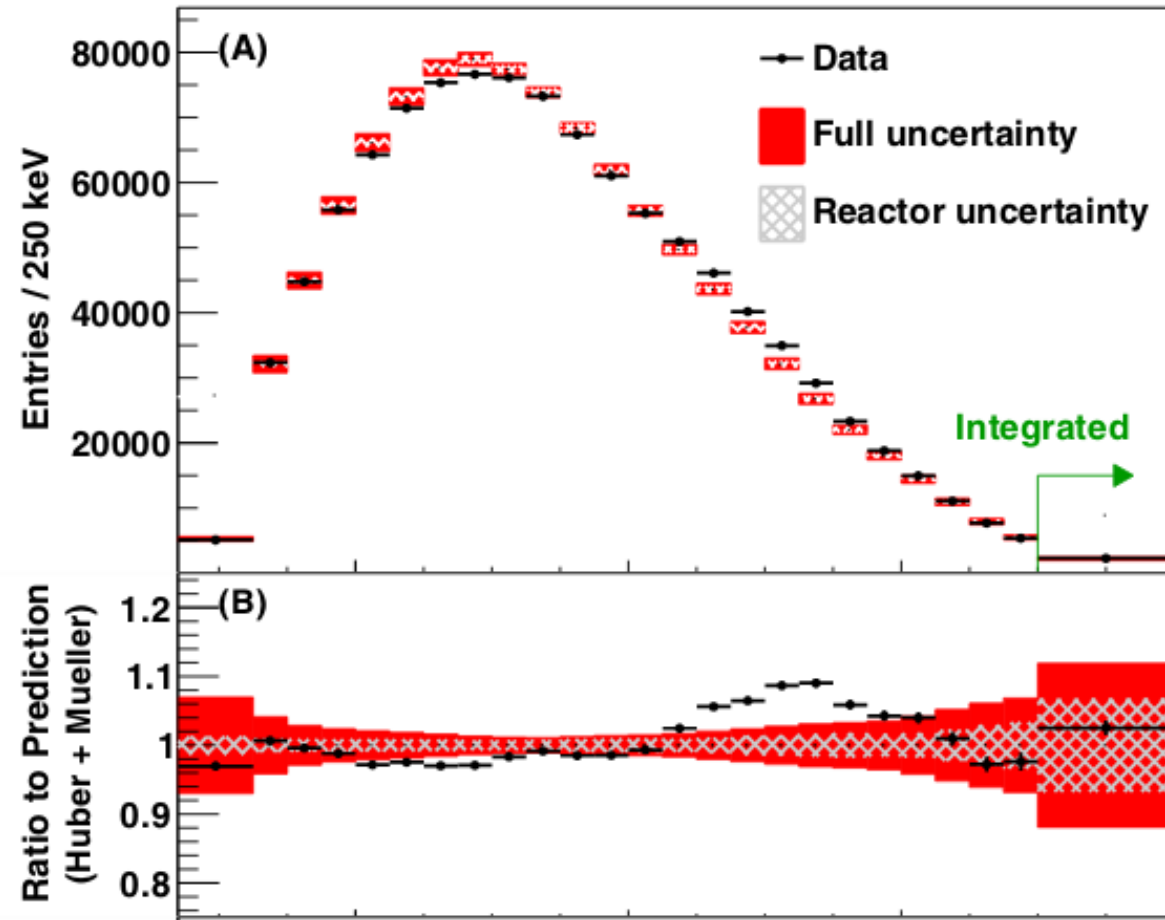 (A)
80000
60000
40000
20000
Entries / 250 keV
Data
Full uncertainty
Reactor uncertainty
Integrated
(B)
1.2
1.1
1
0.9
0.8
Ratio to Prediction
(Huber + Mueller)